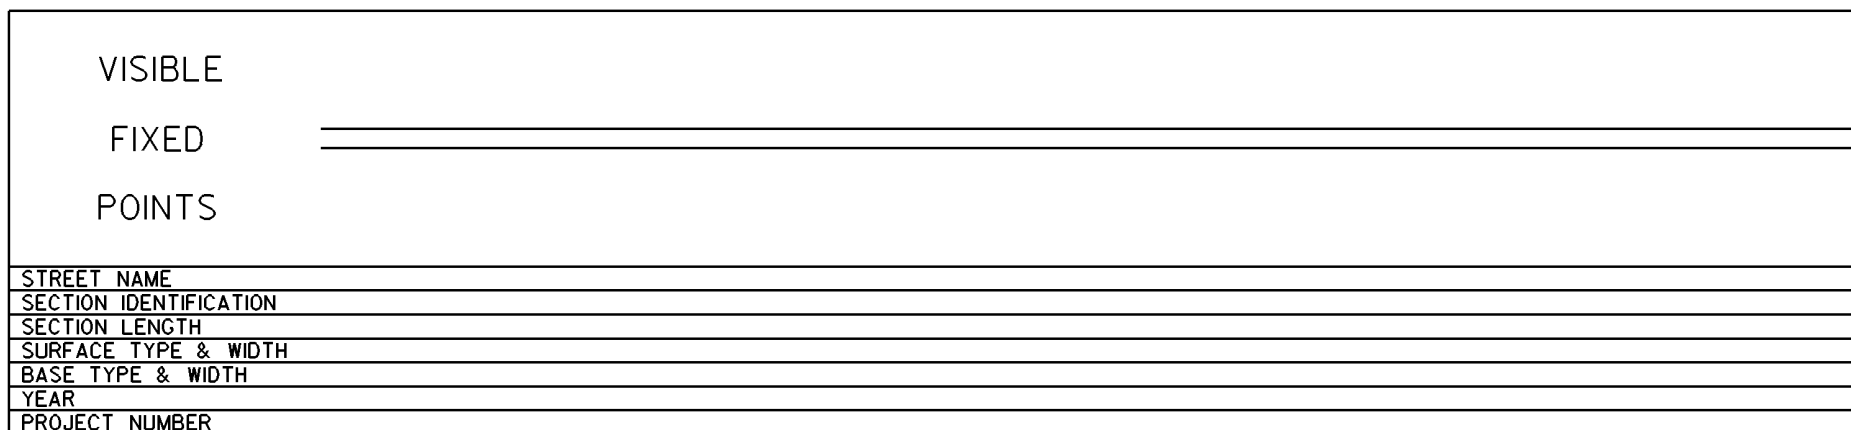 VISIBLE
FIXED
POINTS
STREET NAME
SECTION IDENTIFICATION
SECTION LENGTH
SURFACE TYPE & WIDTH
BASE TYPE & WIDTH
YEAR
PROJECT NUMBER